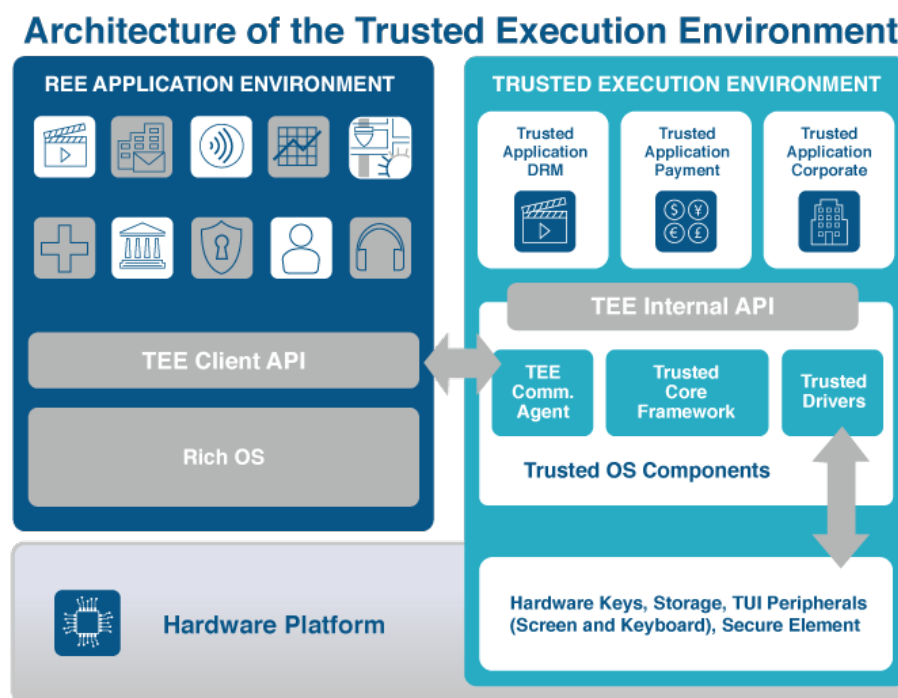 Architecture of the Trusted Execution Environment
REE APPLICATION ENVIRONMENT
TEE Client API
Rich OS
TRUSTED EXECUTION ENVIRONMENT
Trusted
Application
DRM
Trusted
Application
Payment
$ ¥
€ £
Trusted
Application
Corporate
TEE Internal API
TEE
Comm.
Agent
Trusted
Core
Framework
Trusted
Drivers
Trusted OS Components
Hardware Platform
Hardware Keys, Storage, TUI Peripherals
(Screen and Keyboard), Secure Element